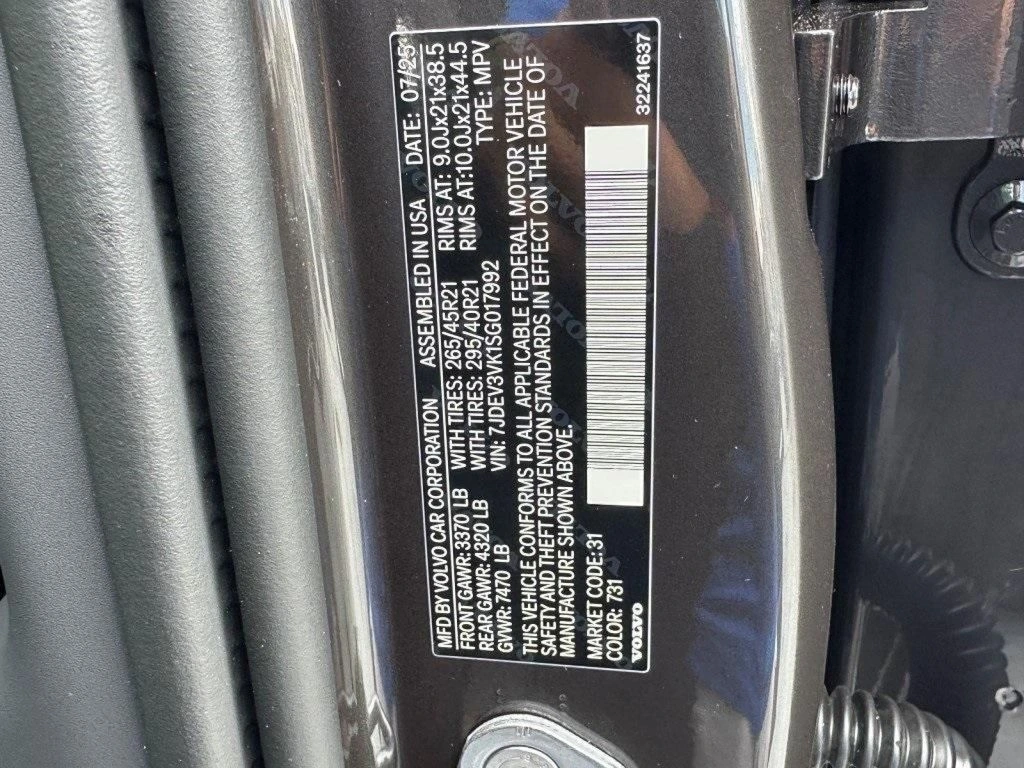 MFD BY VOLVO CAR CORPORATION ASSEMBLED IN USA DATE: 07/25
FRONT GAWR: 3370 LB WITH TIRES: 265/45R21 RIMS AT: 9.0Jx21x38.5
REAR GAWR: 4320 LB WITH TIRES: 295/40R21 RIMS AT: 10.0Jx21x44.5
GVWR: 7470 LB VIN: 7JDEV3VK1SG017992 TYPE: MPV
THIS VEHICLE CONFORMS TO ALL APPLICABLE FEDERAL MOTOR VEHICLE
SAFETY AND THEFT PREVENTION STANDARDS IN EFFECT ON THE DATE OF
MANUFACTURE SHOWN ABOVE.
MARKET CODE: 31
COLOR: 731
VOLVO 32241637